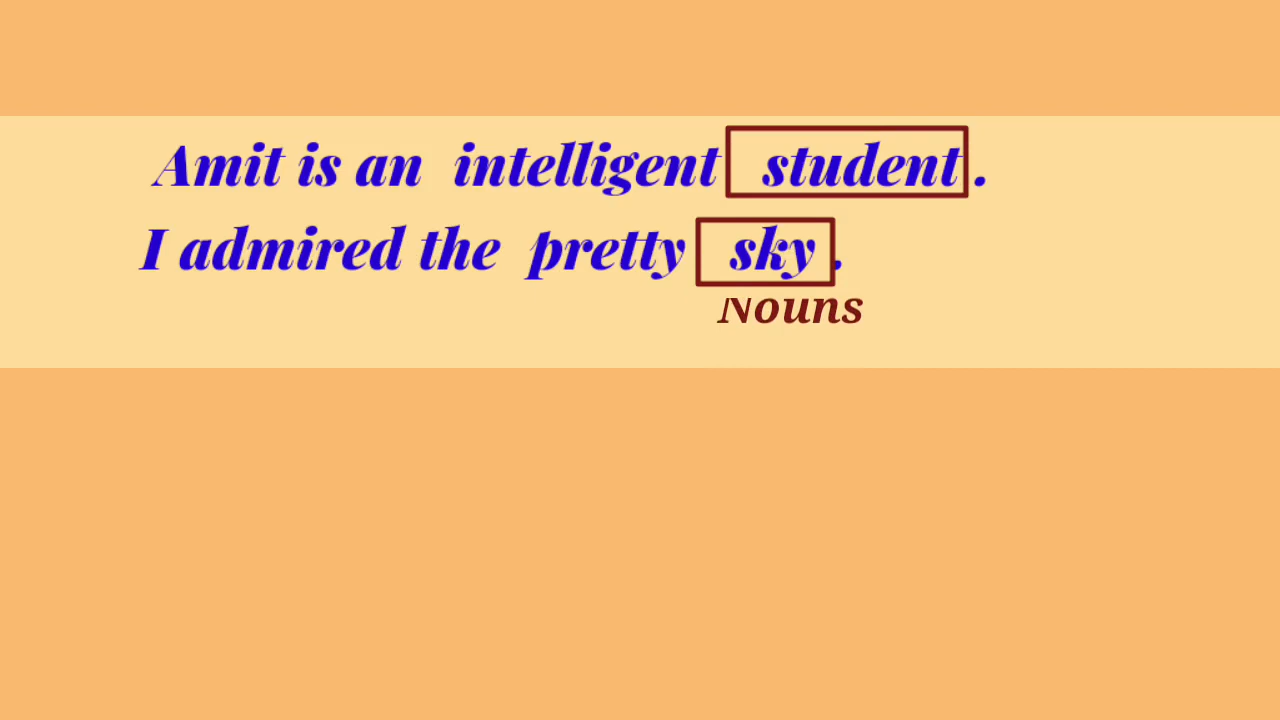 Amit is an intelligent student.
I admired the pretty sky.
Nouns